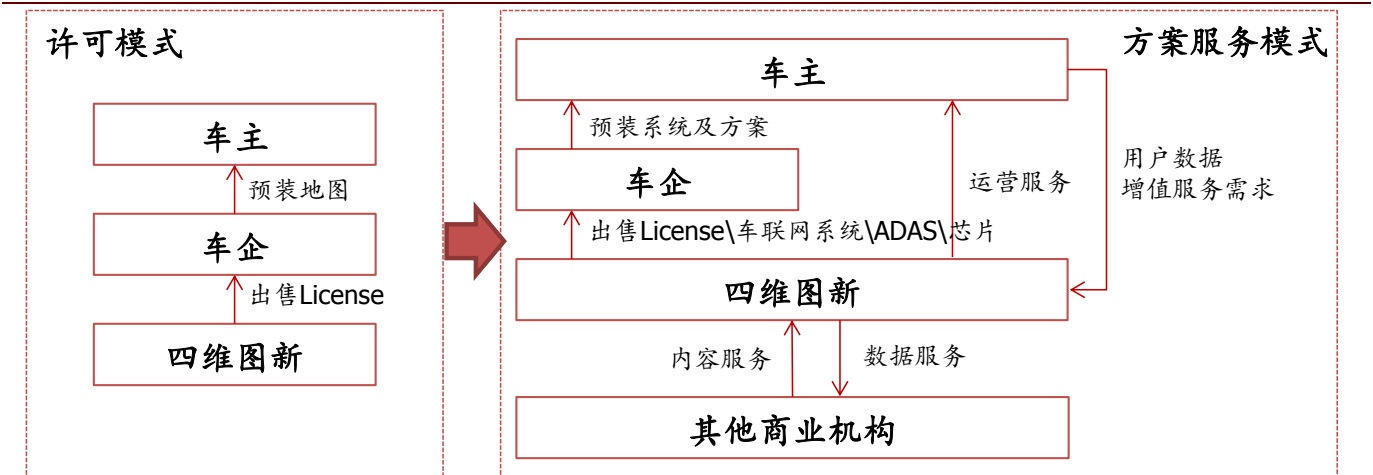 许可模式
车主
预装地图
车企
出售License
四维图新
方案服务模式
车主
预装系统及方案
车企
运营服务
用户数据
增值服务需求
出售License\车联网系统\ADAS\芯片
四维图新
内容服务
数据服务
其他商业机构